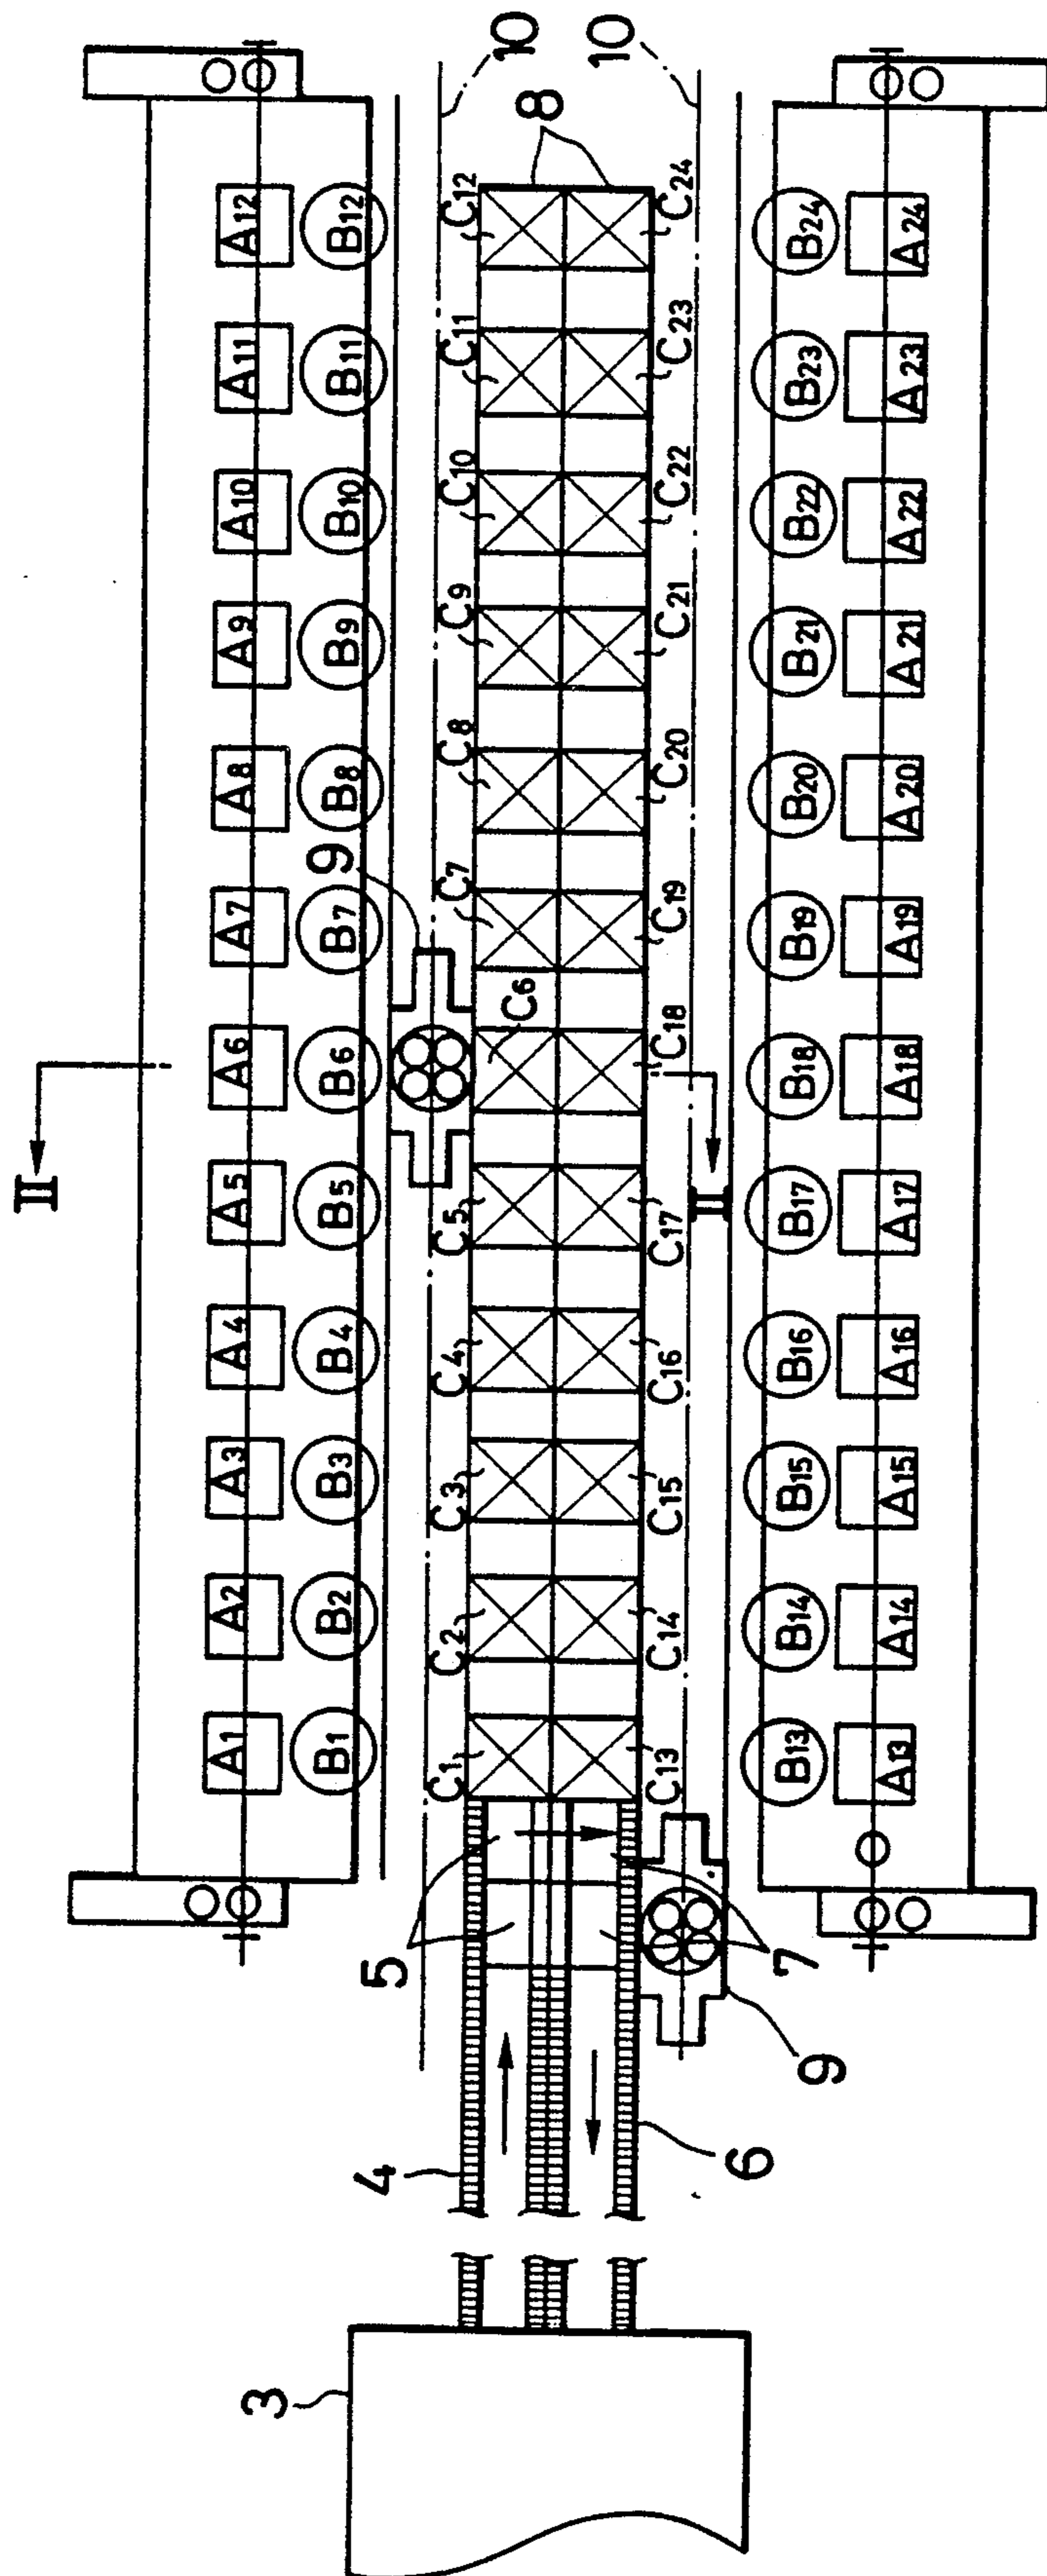 10 10
8
A1 A2 A3 A4 A5 A6 A7 A8 A9 A10 A11 A12
B1 B2 B3 B4 B5 B6 B7 B8 B9 B10 B11 B12
9
C1 C2 C3 C4 C5 C6 C7 C8 C9 C10 C11 C12
C13 C14 C15 C16 C17 C18 C19 C20 C21 C22 C23 C24
B13 B14 B15 B16 B17 B18 B19 B20 B21 B22 B23 B24
A13 A14 A15 A16 A17 A18 A19 A20 A21 A22 A23 A24
II
II
5
7
9
4
6
3